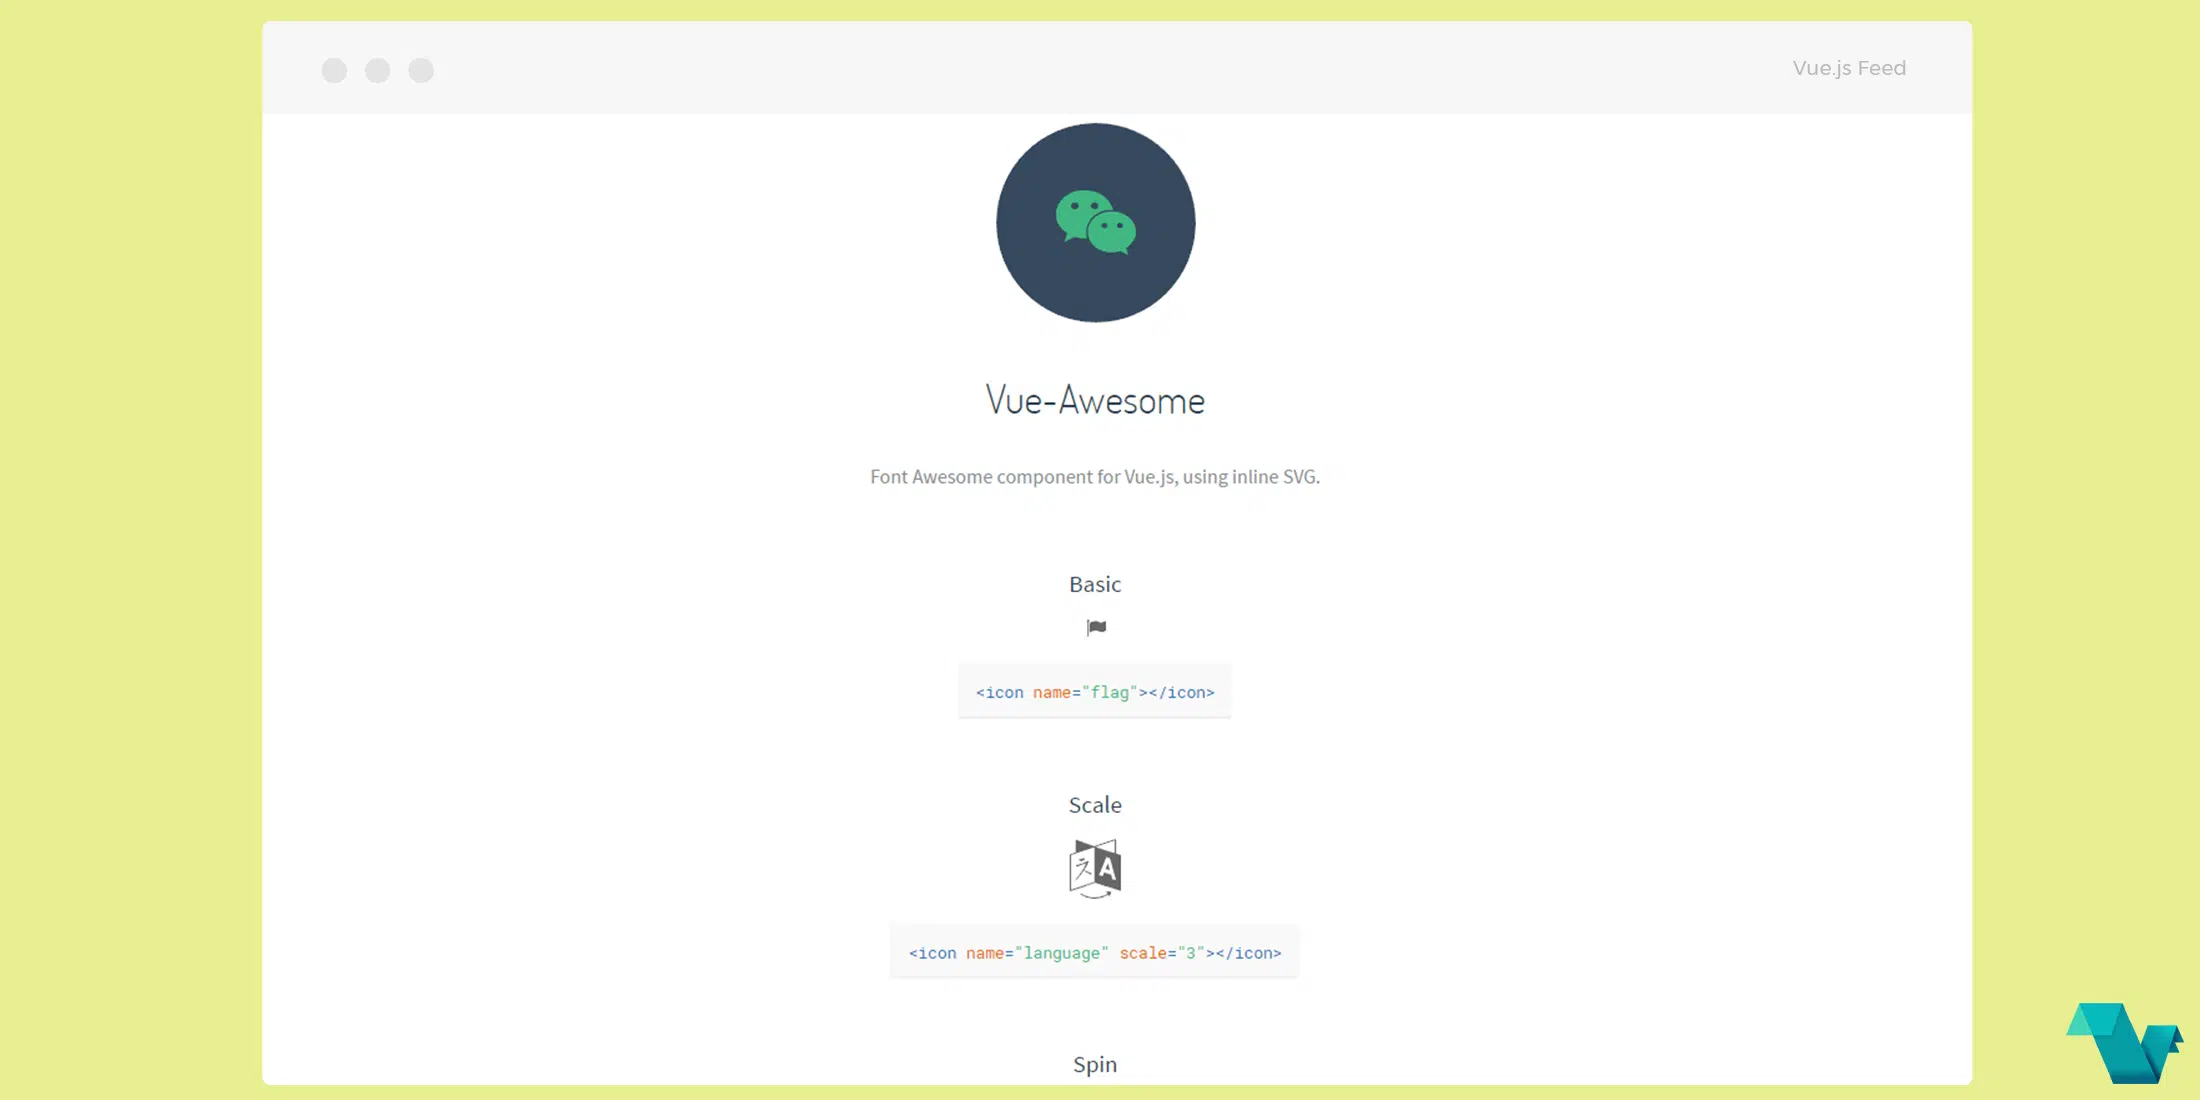 Vue.js Feed
Vue-Awesome
Font Awesome component for Vue.js, using inline SVG.
Basic
<icon name="flag"></icon>
Scale
<icon name="language" scale="3"></icon>
Spin